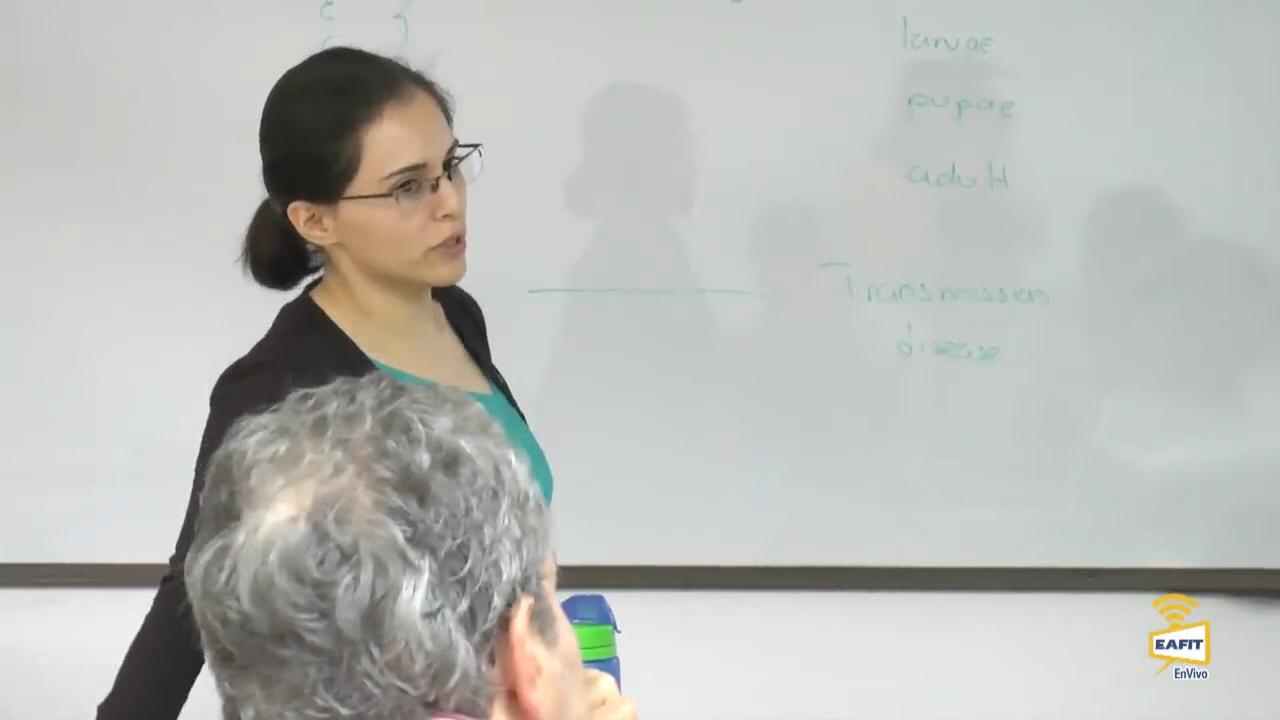 larvae
pupae
adult
Transmission
disease
EAFIT
EnVivo